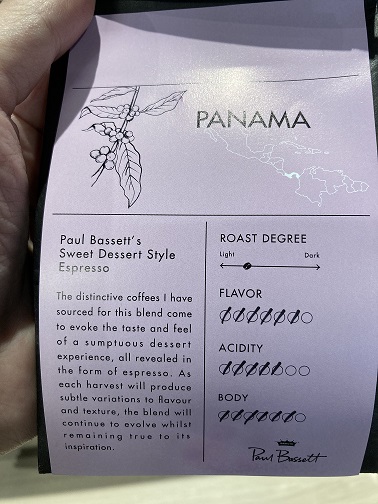 PANAMA
Paul Bassett's
Sweet Dessert Style
Espresso
The distinctive coffees I have
sourced for this blend come
to evoke the taste and feel
of a sumptuous dessert
experience, all revealed in
the form of espresso. As
each harvest will produce
subtle variations to flavour
and texture, the blend will
continue to evolve whilst
remaining true to its
inspiration.
ROAST DEGREE
Light Dark
FLAVOR
ACIDITY
BODY
Paul Bassett